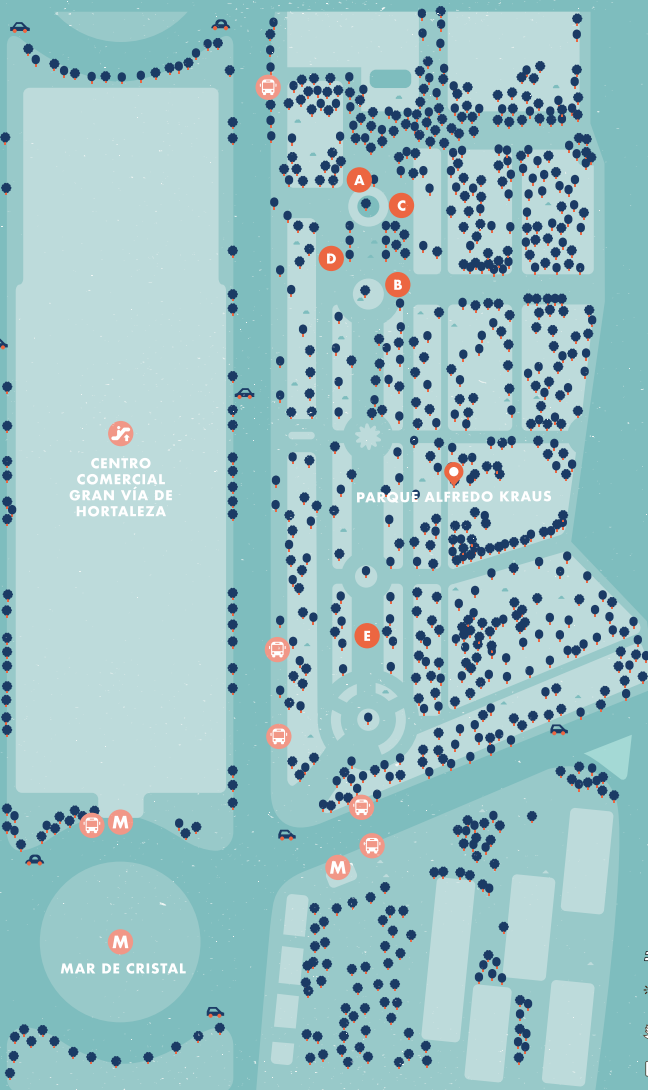 A
C
D
B
CENTRO
COMERCIAL
GRAN VÍA DE
HORTALEZA
PARQUE ALFREDO KRAUS
E
M
M
M
MAR DE CRISTAL